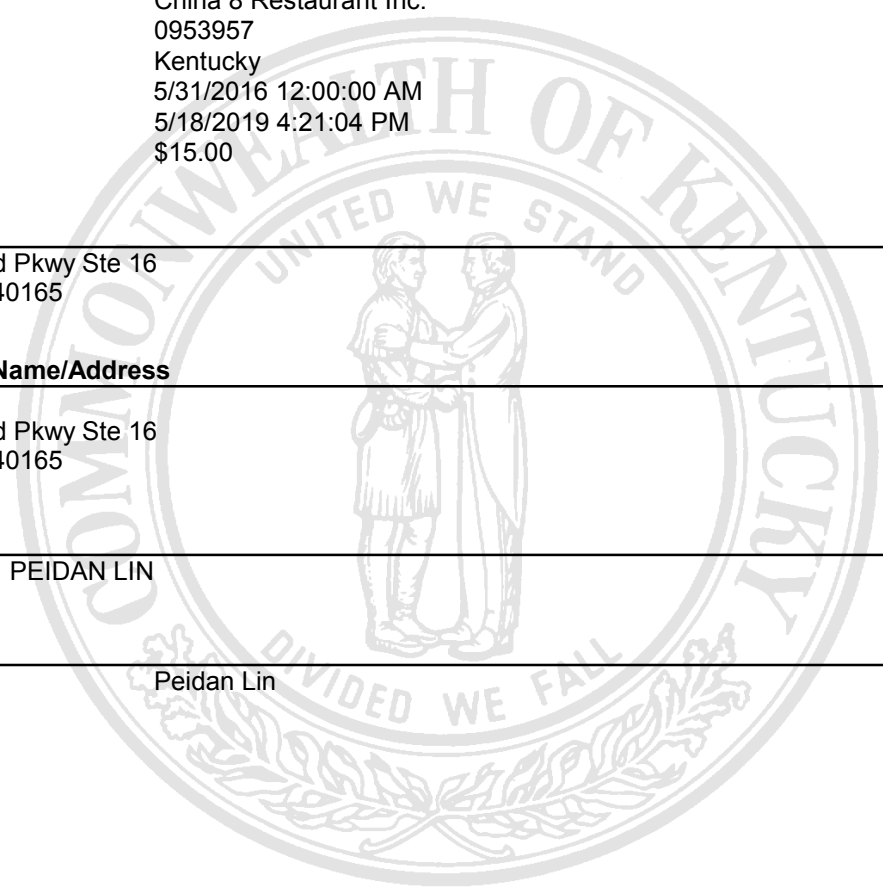 China 8 Restaurant Inc.
0953957
Kentucky
5/31/2016 12:00:00 AM
5/18/2019 4:21:04 PM
$15.00
d Pkwy Ste 16
40165
Name/Address
d Pkwy Ste 16
40165
PEIDAN LIN
Peidan Lin
COMMONWEALTH OF KENTUCKY
UNITED WE STAND
DIVIDED WE FALL